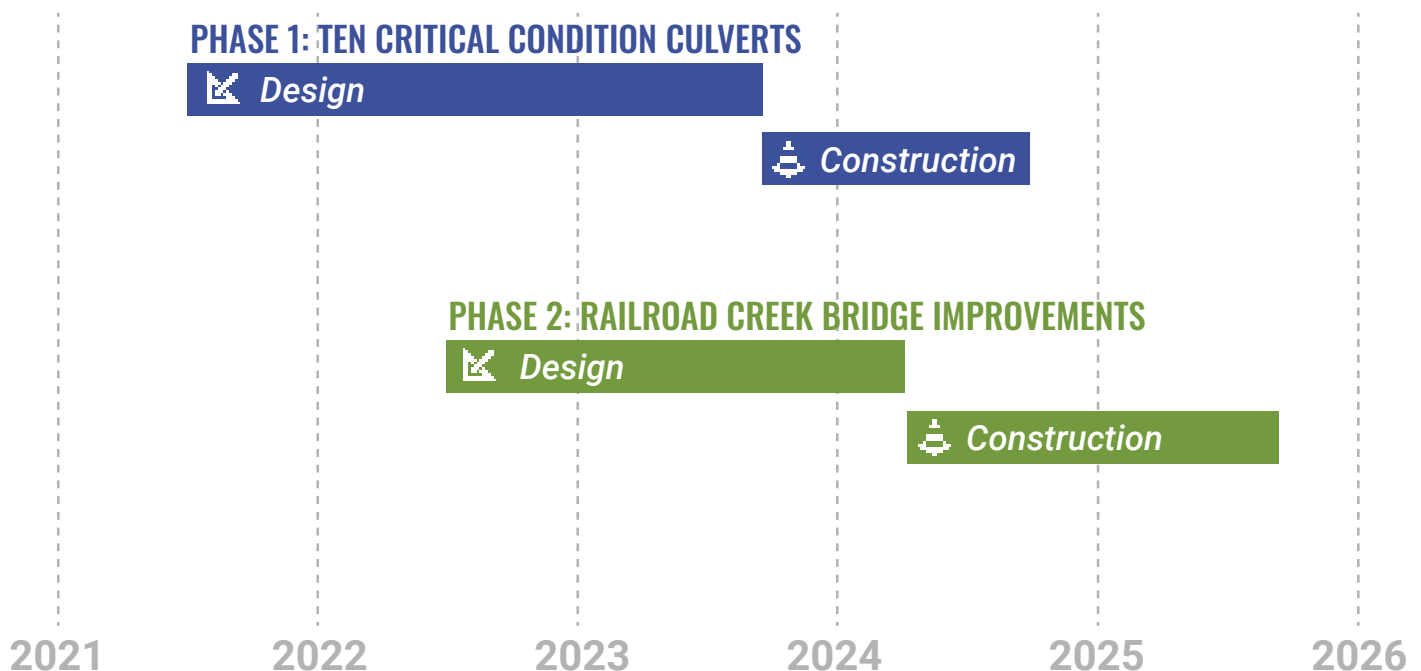 PHASE 1: TEN CRITICAL CONDITION CULVERTS
Design
Construction
PHASE 2: RAILROAD CREEK BRIDGE IMPROVEMENTS
Design
Construction
2021 2022 2023 2024 2025 2026